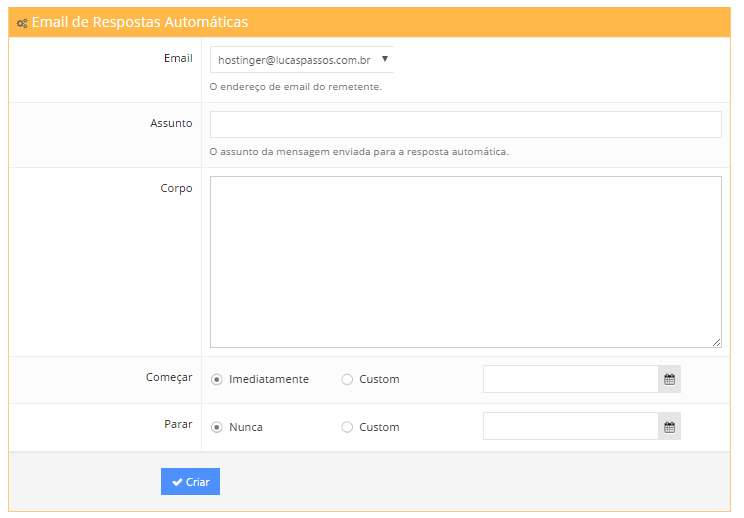 Email de Respostas Automáticas
Email
hostinger@lucaspassos.com.br
O endereço de email do remetente.
Assunto
O assunto da mensagem enviada para a resposta automática.
Corpo
Começar
Imediatamente
Custom
Parar
Nunca
Custom
Criar